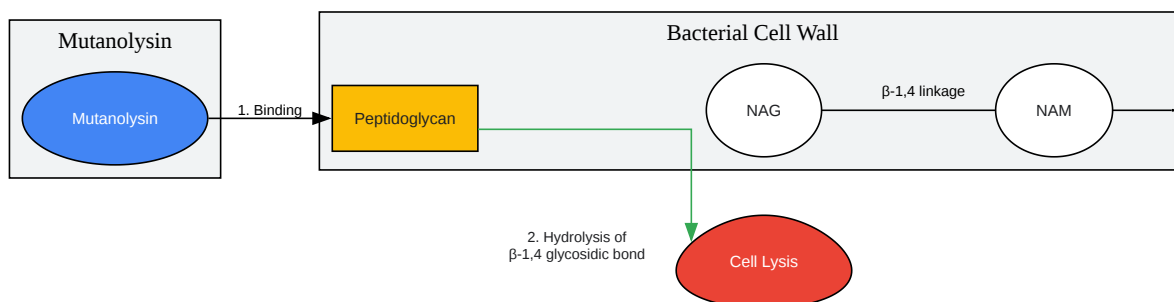 Mutanolysin
Bacterial Cell Wall
Mutanolysin
1. Binding
Peptidoglycan
NAG
β-1,4 linkage
NAM
2. Hydrolysis of
β-1,4 glycosidic bond
Cell Lysis